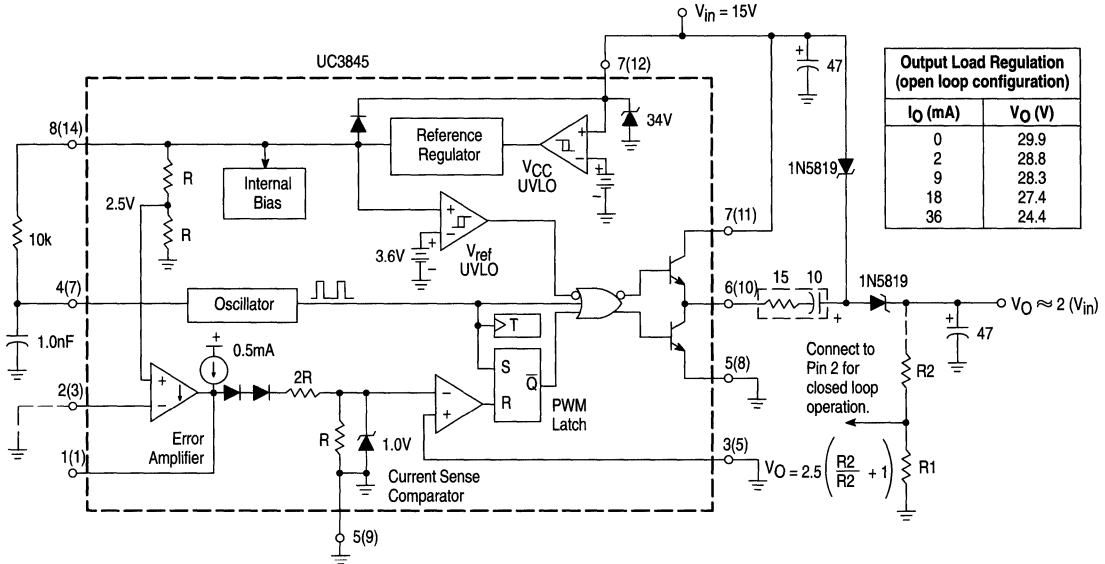 Vin = 15V
UC3845
7(12)
47
Output Load Regulation
(open loop configuration)
IO (mA) VO (V)
0 29.9
2 28.8
9 28.3
18 27.4
36 24.4
34V
8(14)
Reference
Regulator
VCC
UVLO
1N5819
R
Internal
Bias
2.5V
R
10k
3.6V
Vref
UVLO
7(11)
4(7)
Oscillator
6(10)
15 10
1N5819
VO ≈ 2 (Vin)
T
47
1.0nF
0.5mA
S
Q
R
PWM
Latch
5(8)
Connect to
Pin 2 for
closed loop
operation.
R2
2R
2(3)
Error
Amplifier
R
1.0V
1(1)
Current Sense
Comparator
3(5)
VO = 2.5 (R2/R2 + 1)
R1
5(9)